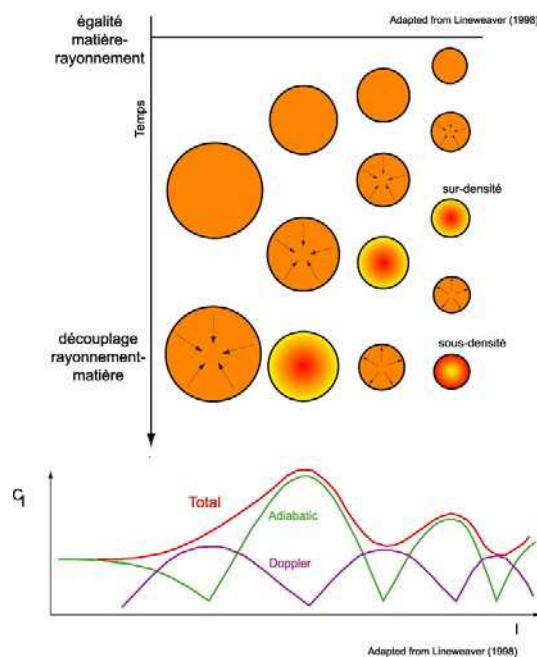 égalité
matière-
rayonnement
Adapted from Lineweaver (1998)
Temps
sur-densité
découplage
rayonnement-
matière
sous-densité
Cl
Total
Adiabatic
Doppler
l
Adapted from Lineweaver (1998)